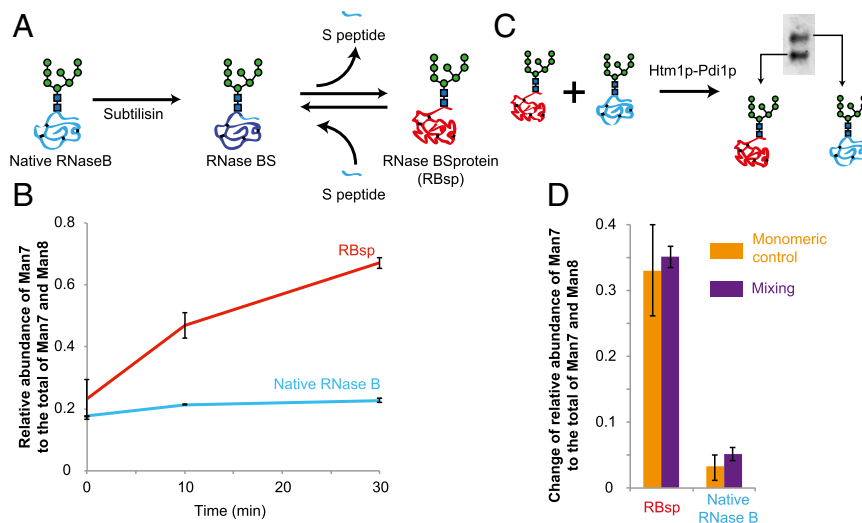 A
S peptide
Subtilisin
Native RNaseB
RNase BS
RNase BSprotein
(RBsp)
S peptide
B
Relative abundance of Man7
to the total of Man7 and Man8
0.8
0.6
0.4
0.2
0
RBsp
Native RNase B
0
10
20
30
Time (min)
C
Htm1p-Pdi1p
D
Change of relative abundance of Man7
to the total of Man7 and Man8
0.4
0.3
0.2
0.1
0
Monomeric
control
Mixing
RBsp
Native
RNase B